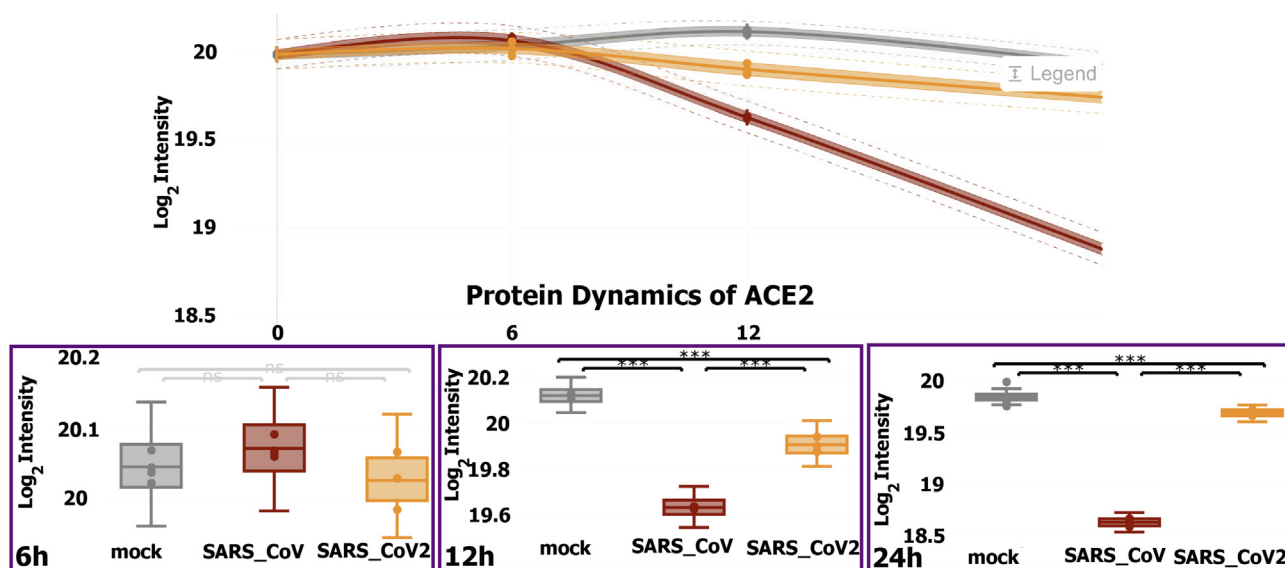 20
Legend
19.5
19
18.5
Log2 Intensity
Protein Dynamics of ACE2
0 6 12
20.2
20.1
20
Log2 Intensity
ns
ns ns
6h
mock SARS_CoV SARS_CoV2
20.2
20
19.8
19.6
Log2 Intensity
***
*** ***
12h
mock SARS_CoV SARS_CoV2
20
19.5
19
18.5
Log2 Intensity
***
*** ***
24h
mock SARS_CoV SARS_CoV2